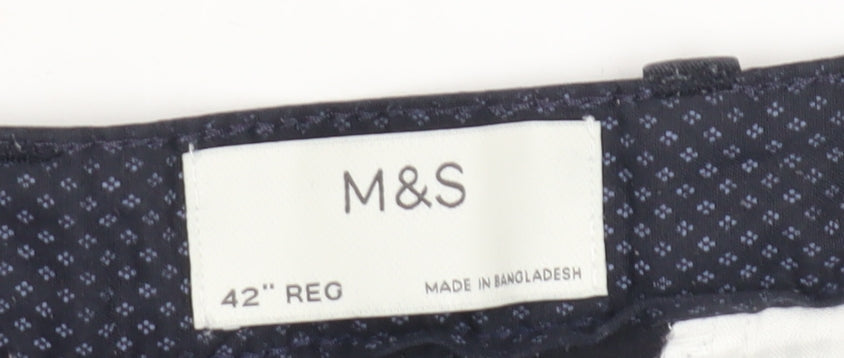 M&S
42" REG MADE IN BANGLADESH